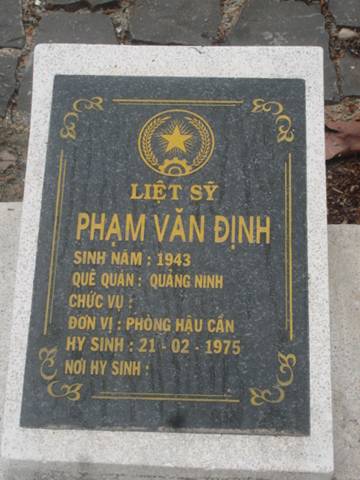 LIỆT SỸ
PHẠM VĂN ĐỊNH
SINH NĂM : 1943
QUÊ QUÁN : QUẢNG NINH
CHỨC VỤ :
ĐƠN VỊ : PHÒNG HẬU CẦN
HY SINH : 21 - 02 - 1975
NƠI HY SINH :